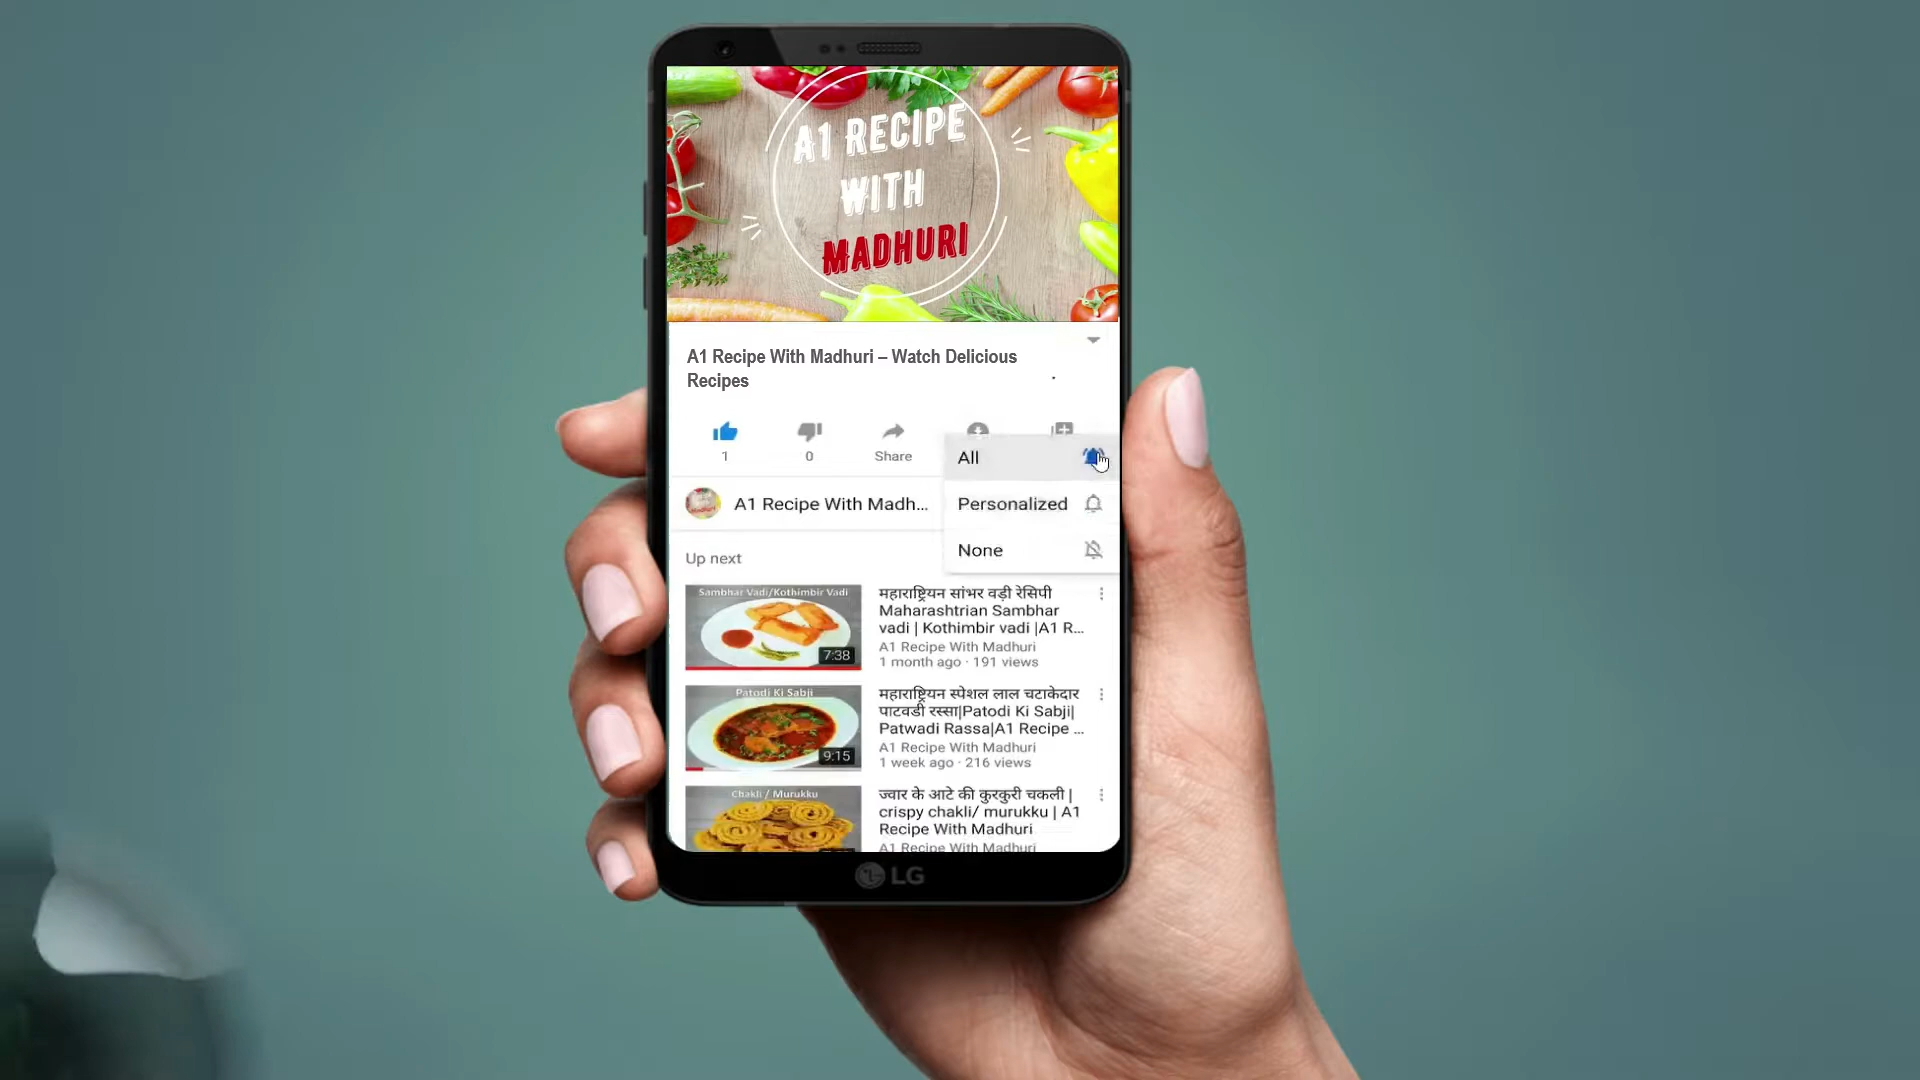 A1 RECIPE
WITH
MADHURI
A1 Recipe With Madhuri – Watch Delicious
Recipes
1
0
Share
All
Personalized
None
A1 Recipe With Madh...
Up next
Sambhar Vadi/Kothimbir Vadi
7:38
महाराष्ट्रियन सांभर वड़ी रेसिपी
Maharashtrian Sambhar
vadi | Kothimbir vadi |A1 R...
A1 Recipe With Madhuri
1 month ago · 191 views
Patodi Ki Sabji
9:15
महाराष्ट्रियन स्पेशल लाल चटाकेदार
पाटवडी रस्सा|Patodi Ki Sabji|
Patwadi Rassa|A1 Recipe ...
A1 Recipe With Madhuri
1 week ago · 216 views
Chakli / Murukku
ज्वार के आटे की कुरकुरी चकली |
crispy chakli/ murukku | A1
Recipe With Madhuri
A1 Recipe With Madhuri
LG